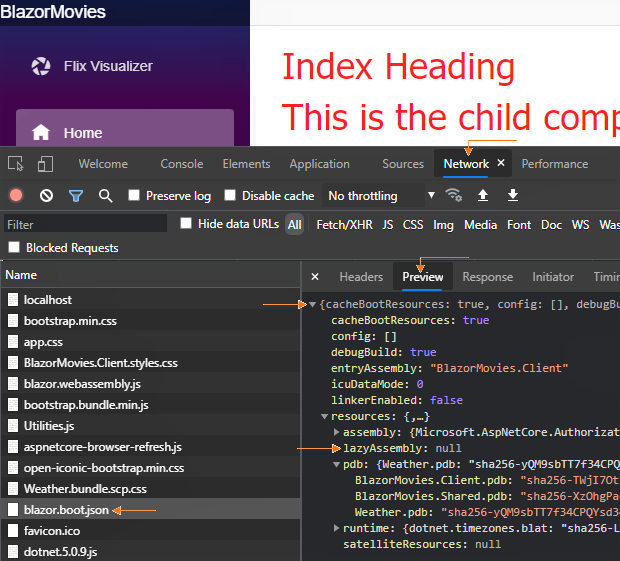 BlazorMovies
Flix Visualizer
Home
Index Heading
This is the child comp
Welcome Console Elements Application Sources Network Performance
Preserve log Disable cache No throttling
Filter Hide data URLs All Fetch/XHR JS CSS Img Media Font Doc WS Was
Blocked Requests
Name
localhost
bootstrap.min.css
app.css
BlazorMovies.Client.styles.css
blazor.webassembly.js
bootstrap.bundle.min.js
Utilities.js
aspnetcore-browser-refresh.js
open-iconic-bootstrap.min.css
Weather.bundle.scp.css
blazor.boot.json
favicon.ico
dotnet.5.0.9.js
Headers Preview Response Initiator Timin
{cacheBootResources: true, config: [], debugBu
cacheBootResources: true
config: []
debugBuild: true
entryAssembly: "BlazorMovies.Client"
icuDataMode: 0
linkerEnabled: false
resources: {,…}
assembly: {Microsoft.AspNetCore.Authorizat
lazyAssembly: null
pdb: {Weather.pdb: "sha256-yQM9sbTT7f34CPQ
BlazorMovies.Client.pdb: "sha256-TWjI7Ot
BlazorMovies.Shared.pdb: "sha256-XzOhgPa
Weather.pdb: "sha256-yQM9sbTT7f34CPQYsd3
runtime: {dotnet.timezones.blat: "sha256-L
satelliteResources: null